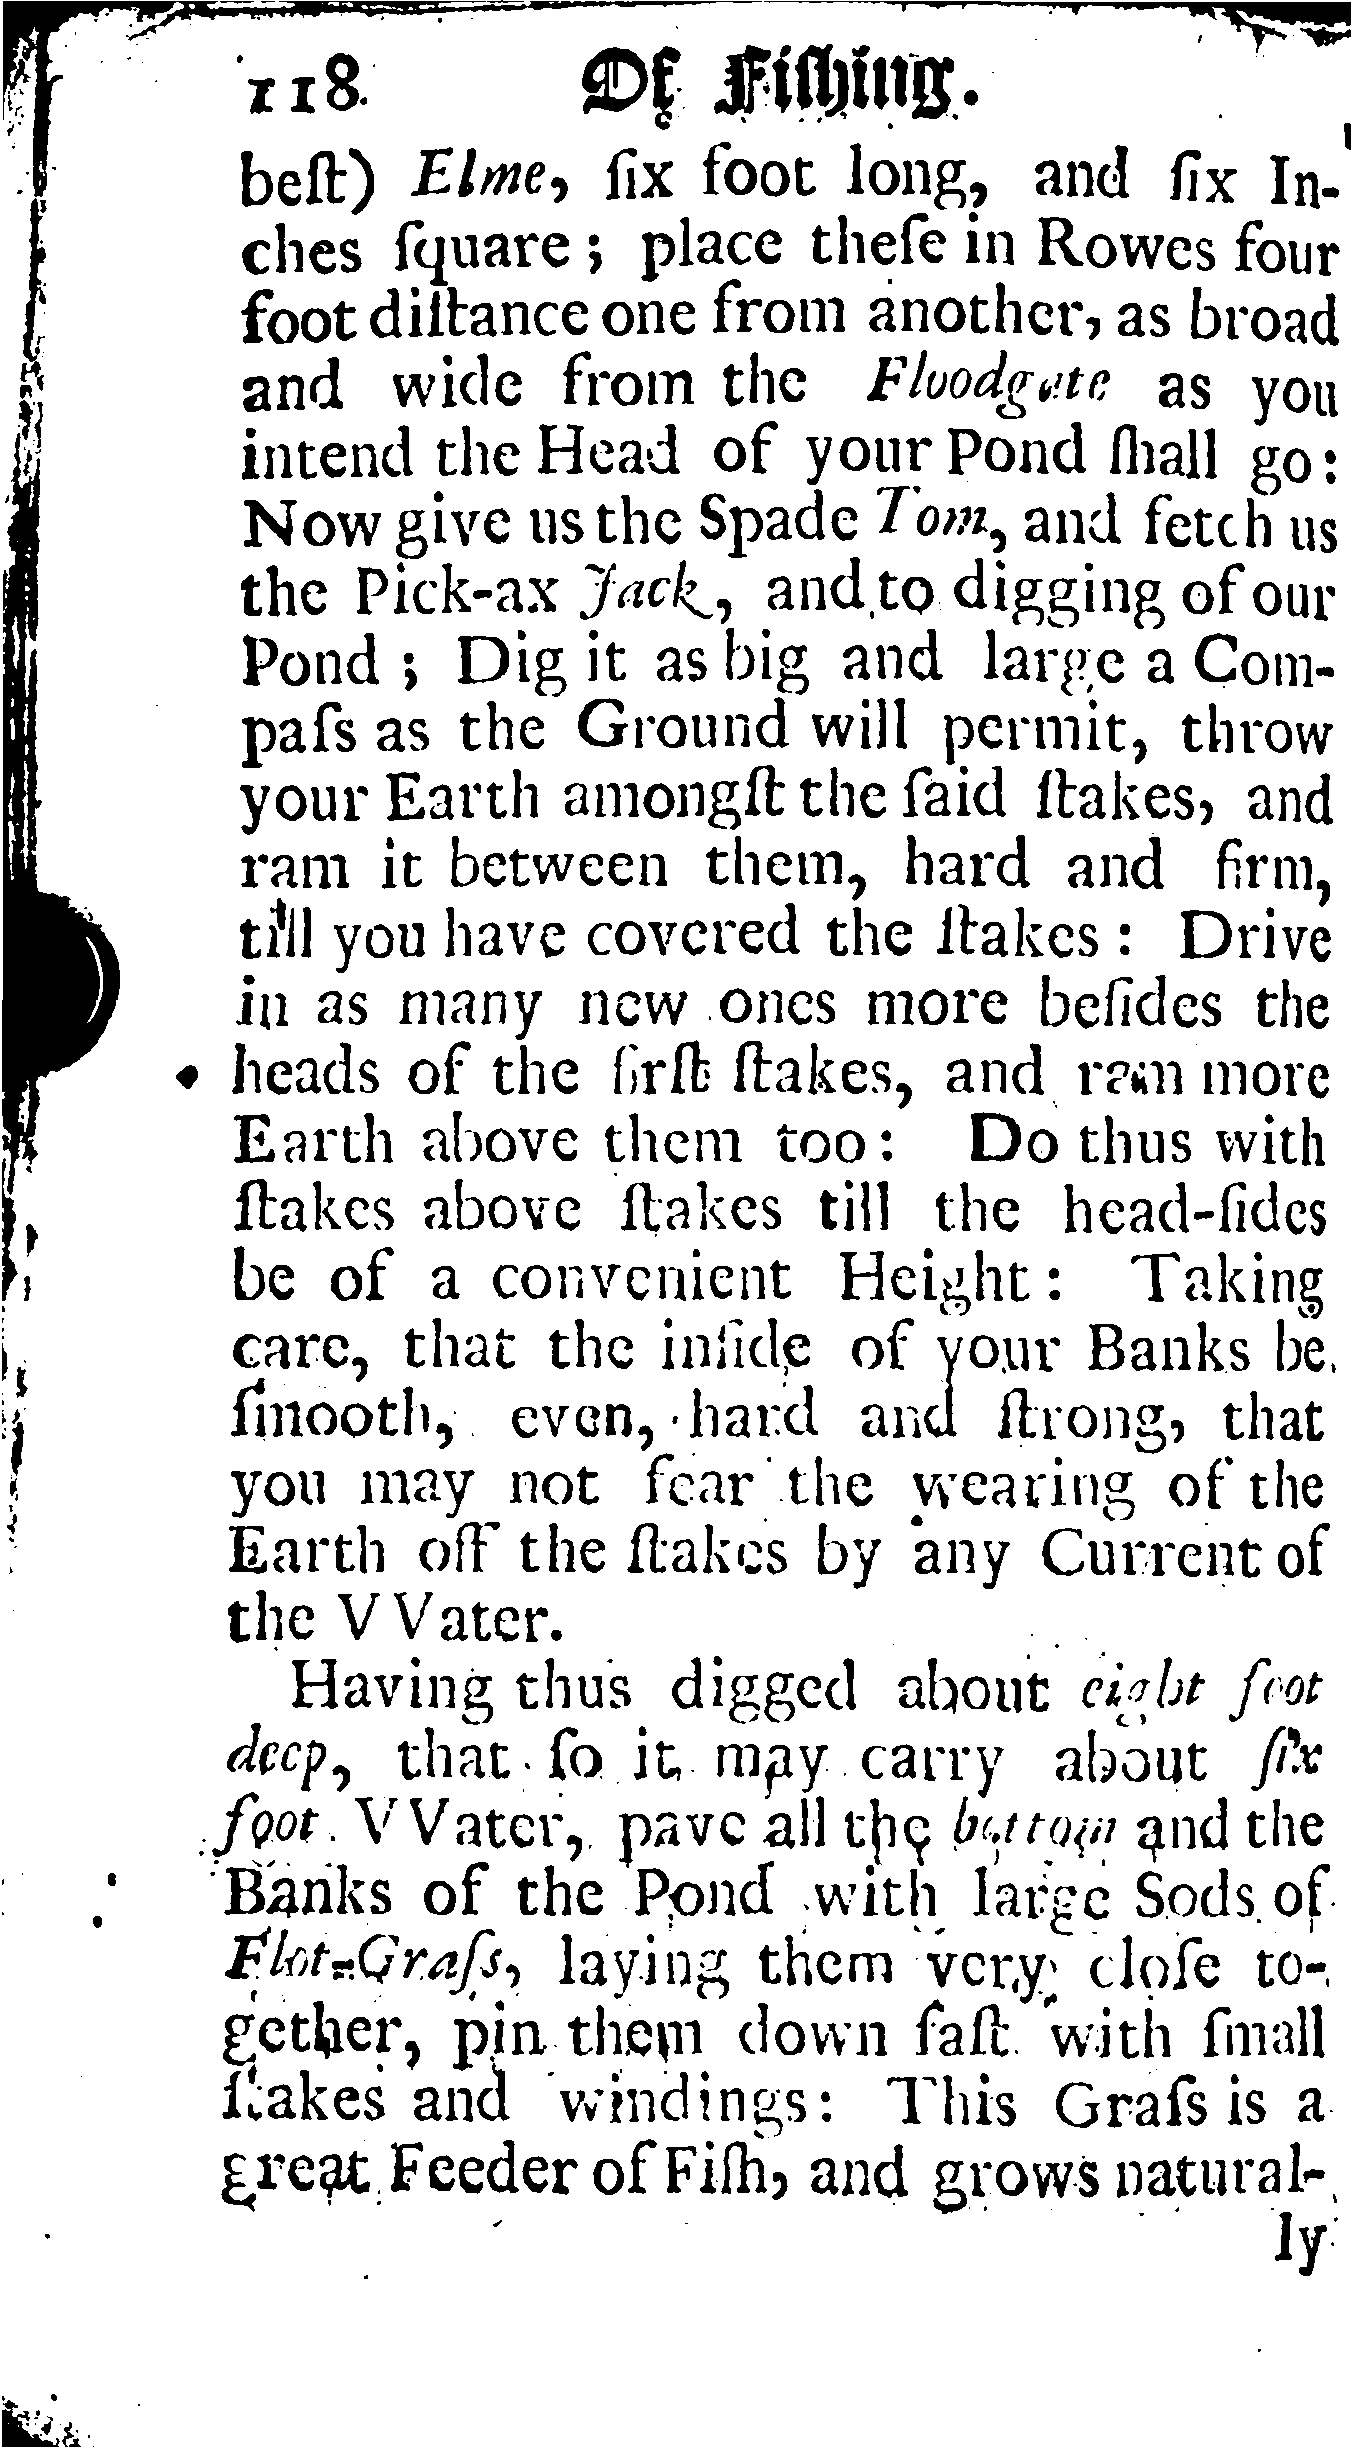 118. Of Fiſhing.
beſt) Elme, ſix foot long, and ſix In-
ches ſquare; place theſe in Rowes four
foot diſtance one from another, as broad
and wide from the Floodgate as you
intend the Head of your Pond ſhall go:
Now give us the Spade Tom, and fetch us
the Pick-ax Jack, and to digging of our
Pond; Dig it as big and large a Com-
paſs as the Ground will permit, throw
your Earth amongſt the ſaid ſtakes, and
ram it between them, hard and firm,
till you have covered the ſtakes: Drive
in as many new ones more beſides the
heads of the firſt ſtakes, and ram more
Earth above them too: Do thus with
ſtakes above ſtakes till the head-ſides
be of a convenient Height: Taking
care, that the inſide of your Banks be
ſmooth, even, hard and ſtrong, that
you may not fear the wearing of the
Earth off the ſtakes by any Current of
the VVater.
Having thus digged about eight foot
deep, that ſo it may carry about ſix
foot VVater, pave all the bottom and the
Banks of the Pond with large Sods of
Flot-Graſs, laying them very cloſe to-
gether, pin them down faſt with ſmall
ſtakes and windings: This Graſs is a
great Feeder of Fiſh, and grows natural-
ly